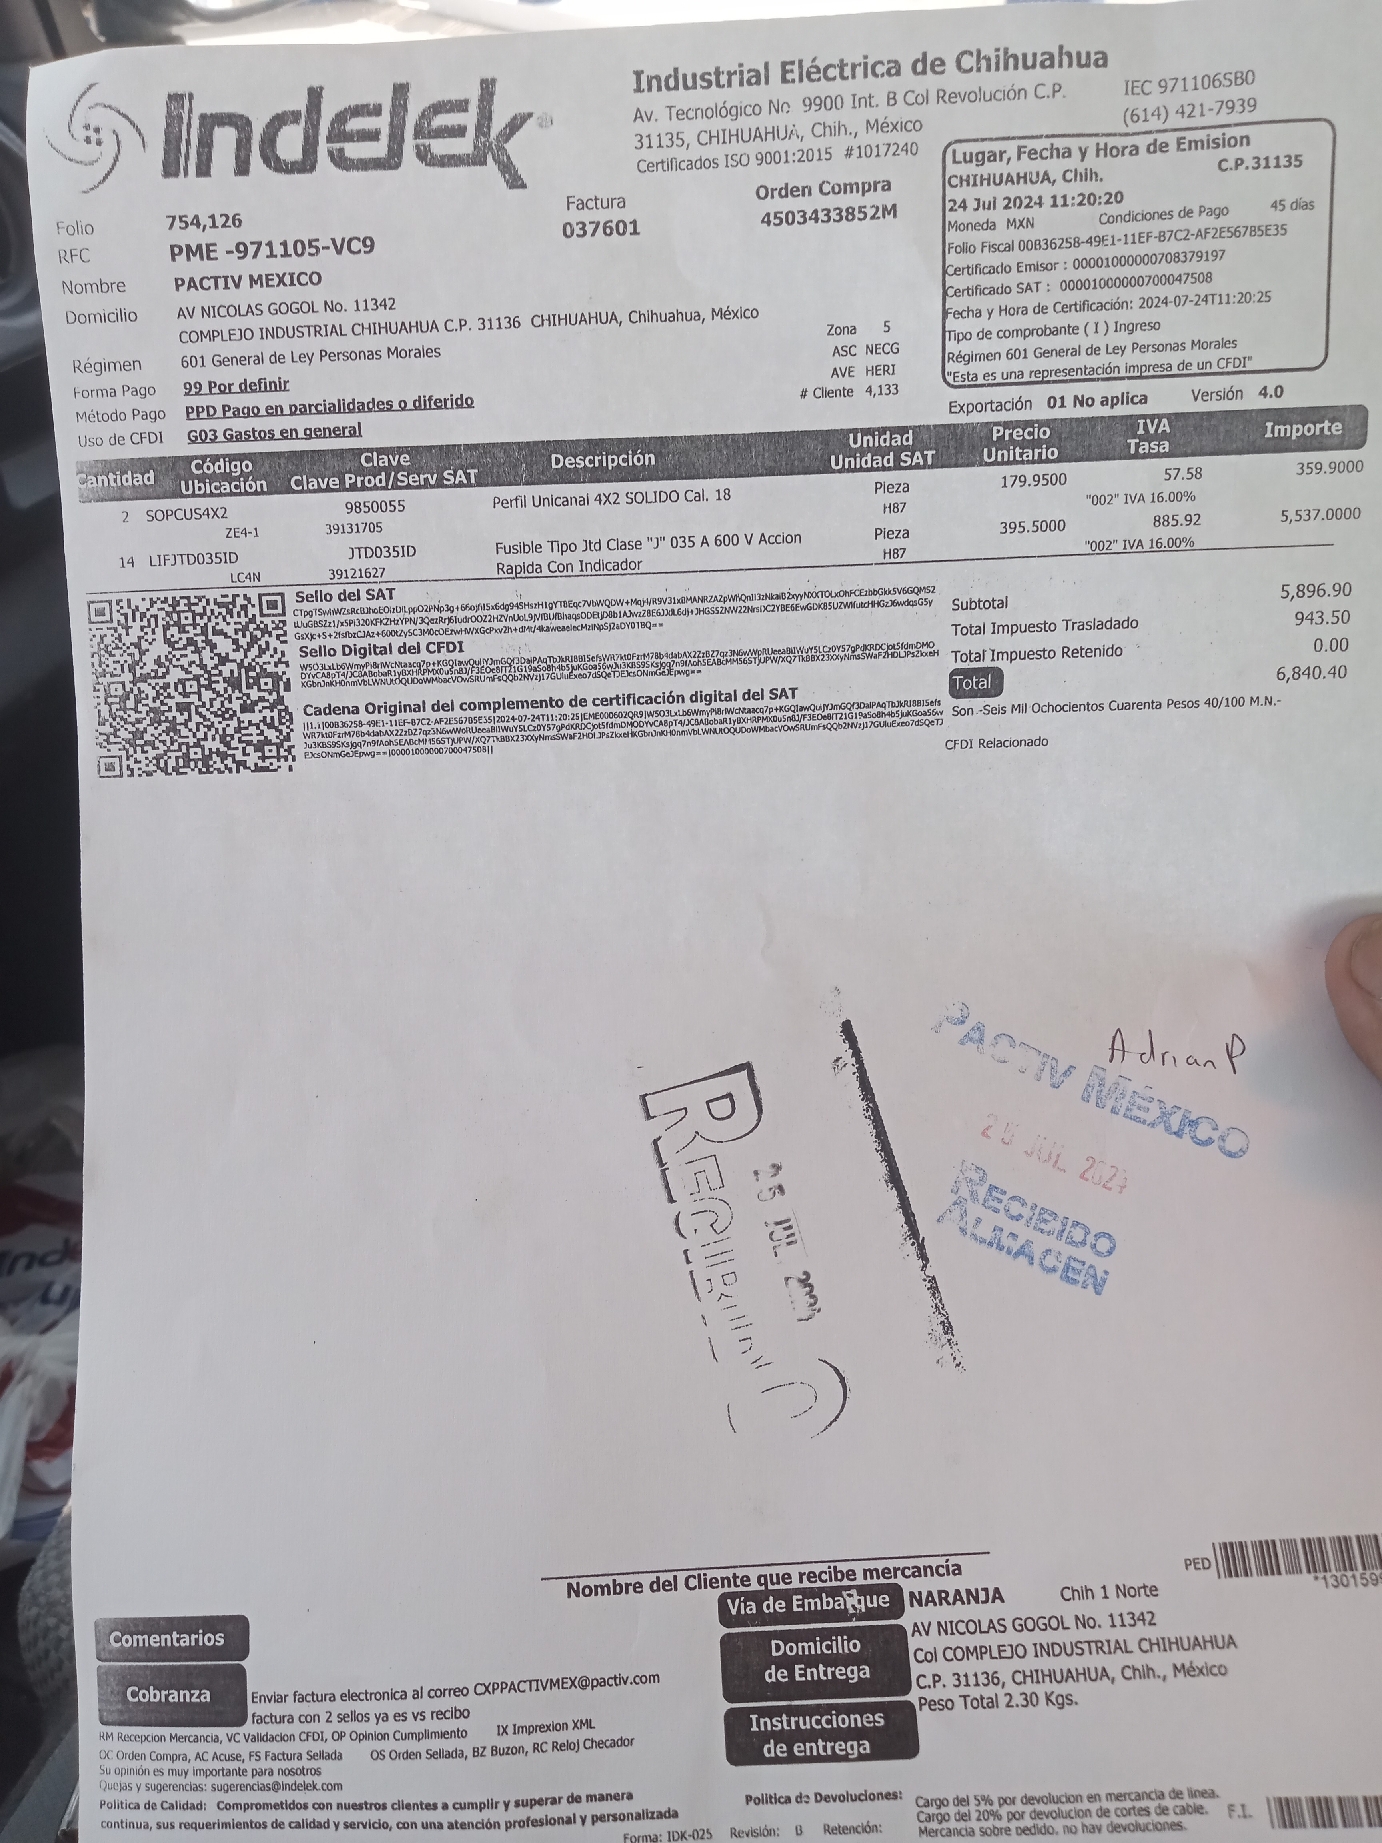 Indelek
Industrial Eléctrica de Chihuahua
Av. Tecnológico No 9900 Int. B Col Revolución C.P.
31135, CHIHUAHUA, Chih., México
Certificados ISO 9001:2015 #1017240
IEC 971106SB0
(614) 421-7939
Lugar, Fecha y Hora de Emision
C.P.31135
CHIHUAHUA, Chih.
24 Jul 2024 11:20:20
Moneda MXN Condiciones de Pago 45 días
Folio Fiscal 00B36258-49E1-11EF-B7C2-AF2E567B5E35
Certificado Emisor : 00001000000708379197
Certificado SAT : 00001000000700047508
Fecha y Hora de Certificación: 2024-07-24T11:20:25
Tipo de comprobante ( I ) Ingreso
Régimen 601 General de Ley Personas Morales
"Esta es una representación impresa de un CFDI"
Exportación 01 No aplica Versión 4.0
Folio 754,126
Factura
037601
Orden Compra
4503433852M
RFC PME -971105-VC9
Nombre PACTIV MEXICO
Domicilio AV NICOLAS GOGOL No. 11342
COMPLEJO INDUSTRIAL CHIHUAHUA C.P. 31136 CHIHUAHUA, Chihuahua, México
Régimen 601 General de Ley Personas Morales
Forma Pago 99 Por definir
Método Pago PPD Pago en parcialidades o diferido
Uso de CFDI G03 Gastos en general
Zona 5
ASC NECG
AVE HERI
# Cliente 4,133
Cantidad Código Ubicación Clave Clave Prod/Serv SAT Descripción Unidad Unidad SAT Precio Unitario IVA Tasa Importe
2 SOPCUS4X2 9850055 Perfil Unicanal 4X2 SOLIDO Cal. 18 Pieza 179.9500 57.58 359.9000
ZE4-1 39131705 H87 "002" IVA 16.00%
14 LIFJTD035ID JTD035ID Fusible Tipo Jtd Clase "J" 035 A 600 V Accion Pieza 395.5000 885.92 5,537.0000
LC4N 39121627 Rapida Con Indicador H87 "002" IVA 16.00%
Sello del SAT
Sello Digital del CFDI
Cadena Original del complemento de certificación digital del SAT
Subtotal 5,896.90
Total Impuesto Trasladado 943.50
Total Impuesto Retenido 0.00
Total 6,840.40
Son -Seis Mil Ochocientos Cuarenta Pesos 40/100 M.N.-
CFDI Relacionado
Adrian P
PACTIV MÉXICO
25 JUL 2024
RECIBIDO
ALMACEN
RECIBIDO
25 JUL 2024
Nombre del Cliente que recibe mercancía
PED
Vía de Embarque NARANJA Chih 1 Norte
Domicilio de Entrega
AV NICOLAS GOGOL No. 11342
Col COMPLEJO INDUSTRIAL CHIHUAHUA
C.P. 31136, CHIHUAHUA, Chih., México
Peso Total 2.30 Kgs.
Instrucciones de entrega
Comentarios
Cobranza
Enviar factura electronica al correo CXPPACTIVMEX@pactiv.com
factura con 2 sellos ya es vs recibo
RM Recepcion Mercancia, VC Validacion CFDI, OP Opinion Cumplimiento IX Imprexion XML
OC Orden Compra, AC Acuse, FS Factura Sellada OS Orden Sellada, BZ Buzon, RC Reloj Checador
Su opinión es muy importante para nosotros
Quejas y sugerencias: sugerencias@indelek.com
Politica de Calidad: Comprometidos con nuestros clientes a cumplir y superar de manera
continua, sus requerimientos de calidad y servicio, con una atención profesional y personalizada
Forma: IDK-025 Revisión: B Retención:
Politica de Devoluciones:
Cargo del 5% por devolucion en mercancia de linea.
Cargo del 20% por devolucion de cortes de cable.
Mercancia sobre pedido, no hay devoluciones.
F.I.